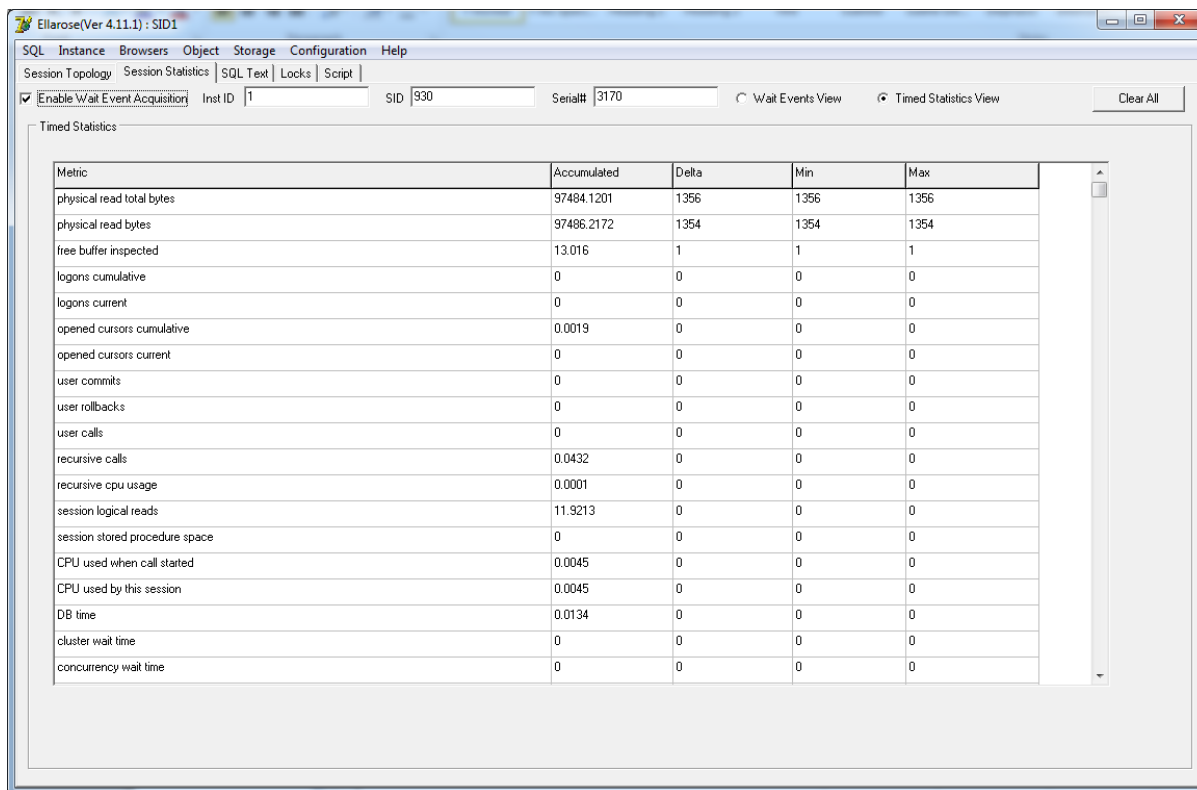 Ellarose(Ver 4.11.1) : SID1
SQL Instance Browsers Object Storage Configuration Help
Session Topology Session Statistics SQL Text Locks Script
Enable Wait Event Acquisition Inst ID 1 SID 930 Serial# 3170 Wait Events View Timed Statistics View Clear All
Timed Statistics
Metric Accumulated Delta Min Max
physical read total bytes 97484.1201 1356 1356 1356
physical read bytes 97486.2172 1354 1354 1354
free buffer inspected 13.016 1 1 1
logons cumulative 0 0 0 0
logons current 0 0 0 0
opened cursors cumulative 0.0019 0 0 0
opened cursors current 0 0 0 0
user commits 0 0 0 0
user rollbacks 0 0 0 0
user calls 0 0 0 0
recursive calls 0.0432 0 0 0
recursive cpu usage 0.0001 0 0 0
session logical reads 11.9213 0 0 0
session stored procedure space 0 0 0 0
CPU used when call started 0.0045 0 0 0
CPU used by this session 0.0045 0 0 0
DB time 0.0134 0 0 0
cluster wait time 0 0 0 0
concurrency wait time 0 0 0 0